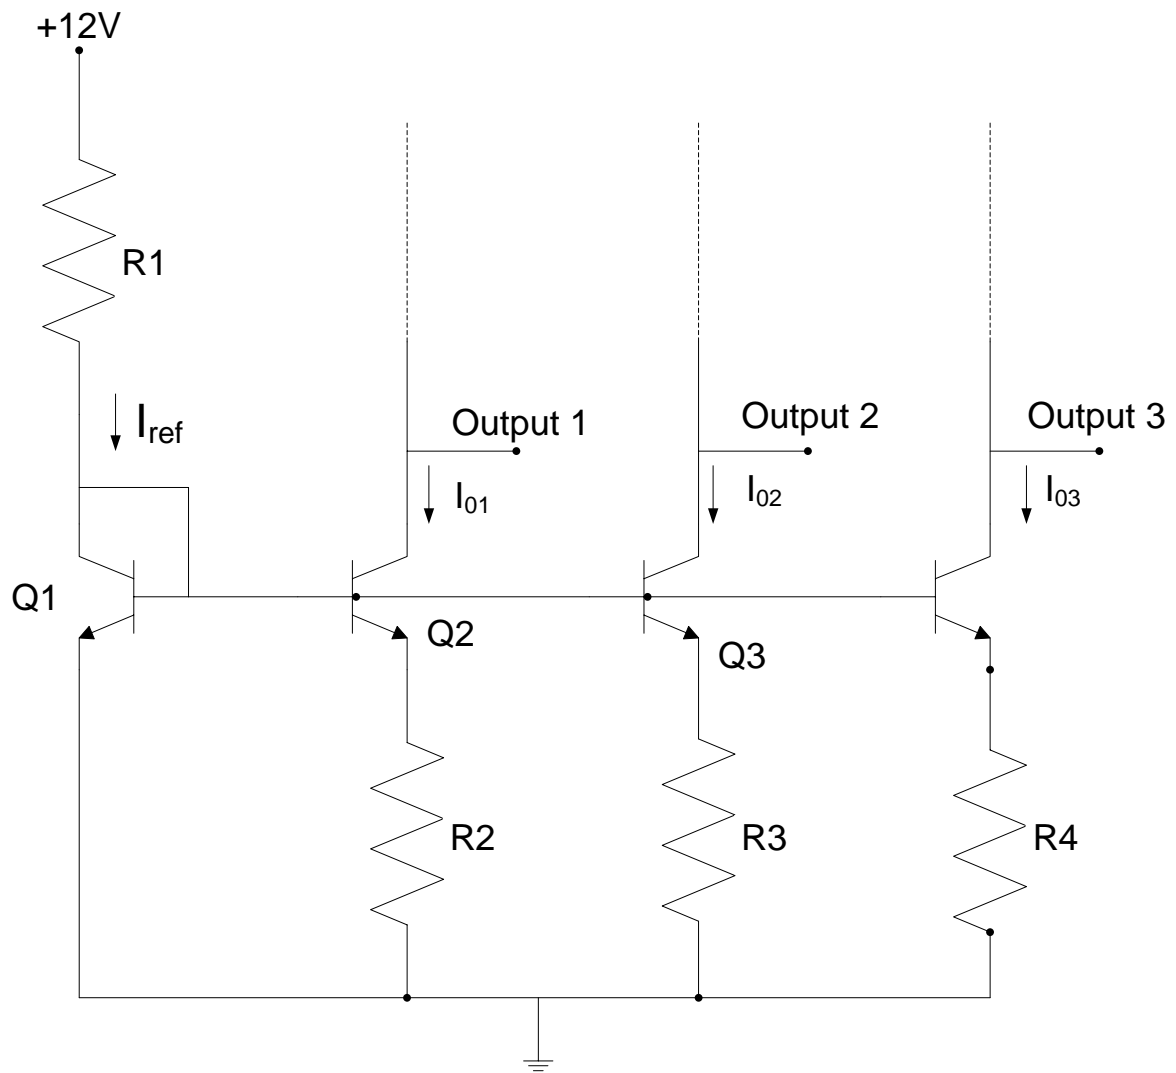 +12V
R1
Iref
Output 1
Output 2
Output 3
I01
I02
I03
Q1
Q2
Q3
R2
R3
R4